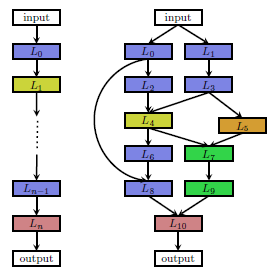 input
L₀
L₁
Lₙ₋₁
Lₙ
output
input
L₀ L₁
L₂ L₃
L₄ L₅
L₆ L₇
L₈ L₉
L₁₀
output